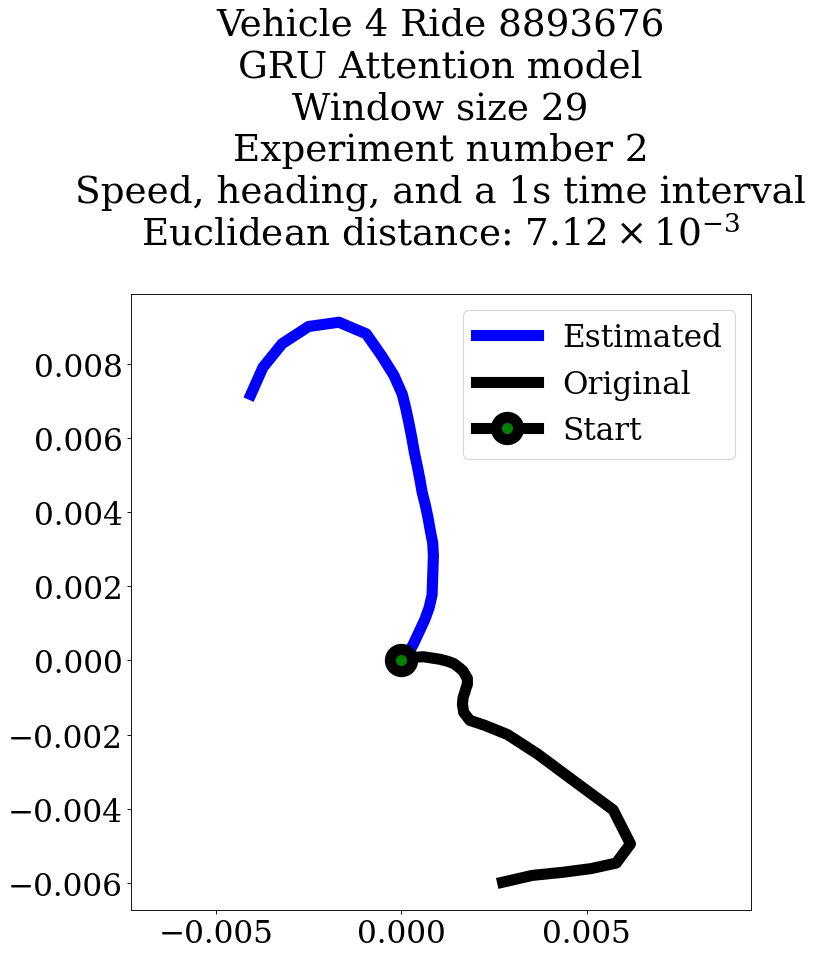 Vehicle 4 Ride 8893676
GRU Attention model
Window size 29
Experiment number 2
Speed, heading, and a 1s time interval
Euclidean distance: 7.12 × 10⁻³
Estimated
Original
Start
0.008
0.006
0.004
0.002
0.000
−0.002
−0.004
−0.006
−0.005 0.000 0.005